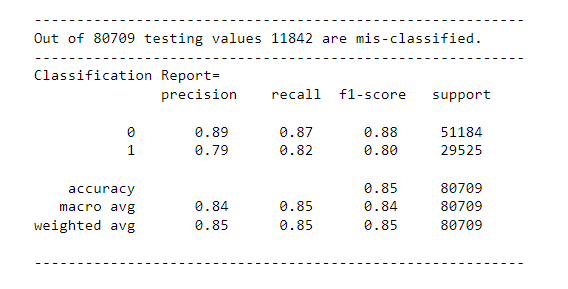 ----------------------------------------------------------
Out of 80709 testing values 11842 are mis-classified.
----------------------------------------------------------
Classification Report=
precision recall f1-score support
0 0.89 0.87 0.88 51184
1 0.79 0.82 0.80 29525
accuracy 0.85 80709
macro avg 0.84 0.85 0.84 80709
weighted avg 0.85 0.85 0.85 80709
----------------------------------------------------------